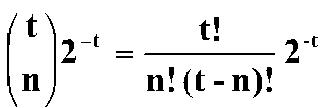 (t n) 2^-t = t! / n! (t - n)! 2^-t